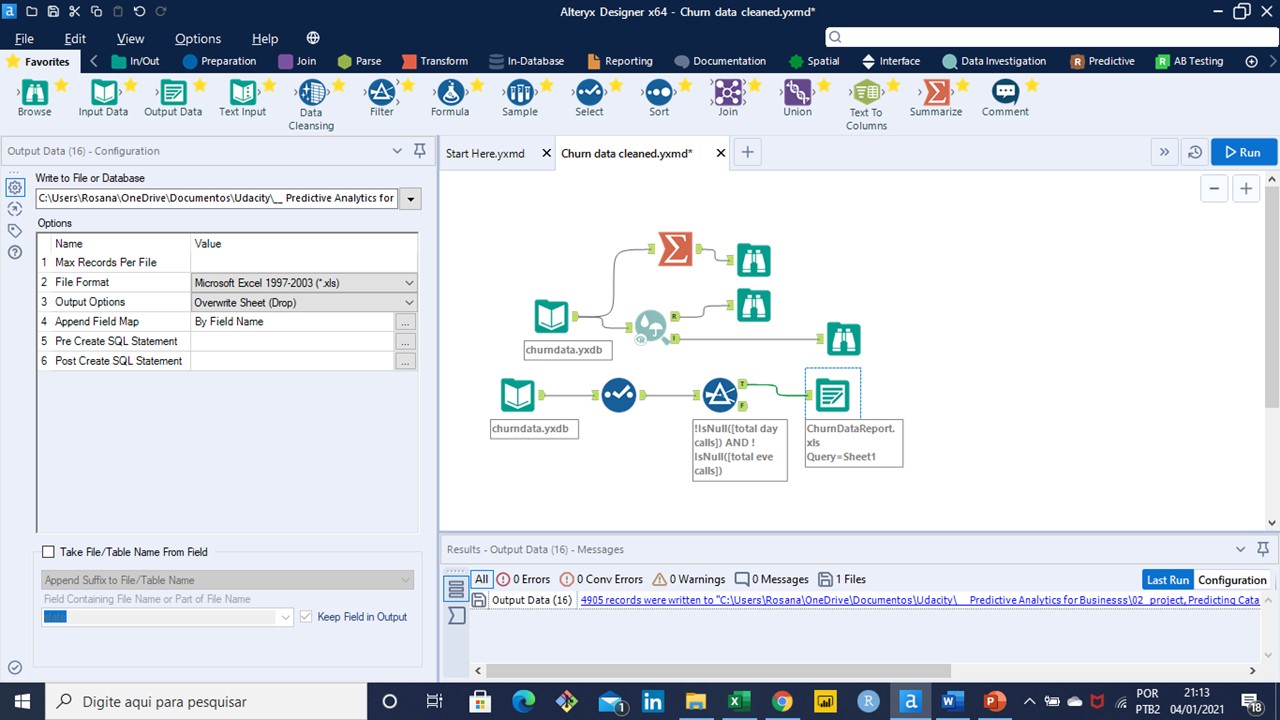 Alteryx Designer x64 - Churn data cleaned.yxmd*
File Edit View Options Help
Favorites In/Out Preparation Join Parse Transform In-Database Reporting Documentation Spatial Interface Data Investigation Predictive AB Testing
Browse Input Data Output Data Text Input Data Cleansing Filter Formula Sample Select Sort Join Union Text To Columns Summarize Comment
Output Data (16) - Configuration
Write to File or Database
C:\Users\Rosana\OneDrive\Documentos\Udacity\__ Predictive Analytics for
Options
Name Value
1 Max Records Per File
2 File Format Microsoft Excel 1997-2003 (*.xls)
3 Output Options Overwrite Sheet (Drop)
4 Append Field Map By Field Name ...
5 Pre Create SQL Statement ...
6 Post Create SQL Statement ...
Take File/Table Name From Field
Append Suffix to File/Table Name
Field Containing File Name or Part of File Name
Keep Field in Output
Start Here.yxmd Churn data cleaned.yxmd*
Run
R
I
churndata.yxdb
T
F
churndata.yxdb
!IsNull([total day
calls]) AND !
IsNull([total eve
calls])
ChurnDataReport.
xls
Query=Sheet1
Results - Output Data (16) - Messages
All 0 Errors 0 Conv Errors 0 Warnings 0 Messages 1 Files Last Run Configuration
Output Data (16) 4905 records were written to "C:\Users\Rosana\OneDrive\Documentos\Udacity\__ Predictive Analytics for Businesss\02_project, Predicting Cata
Digite aqui para pesquisar
1
POR
PTB2
21:13
04/01/2021
18